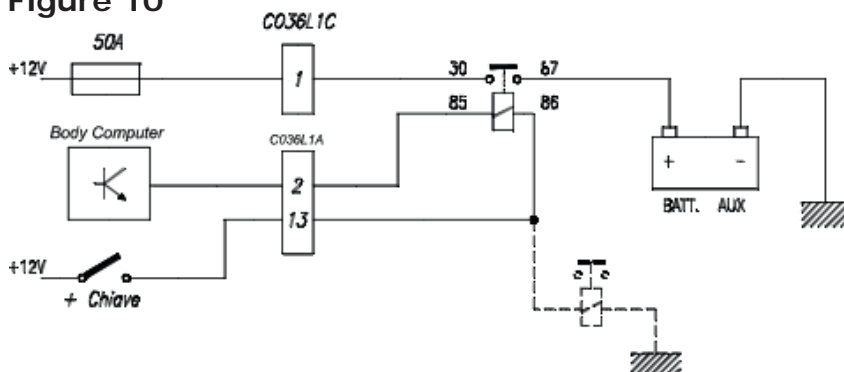 Figure 10
C036L1C
50A
+12V
1
30
87
85
86
Body Computer
C036L1A
2
13
+
-
BATT. AUX
+12V
+ Chiave